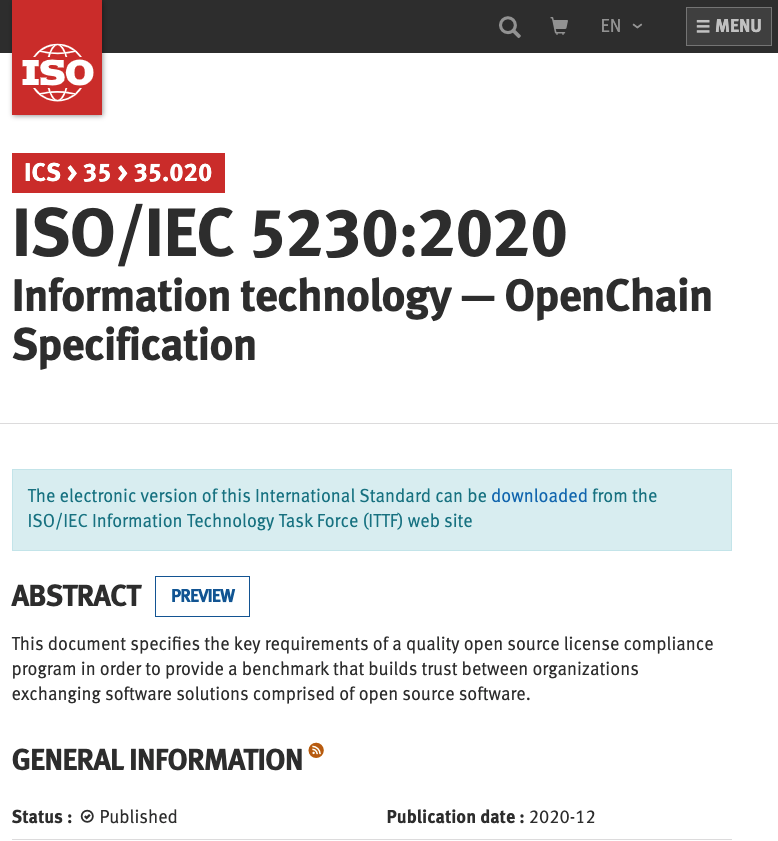 EN
MENU
ISO
ICS > 35 > 35.020
ISO/IEC 5230:2020
Information technology — OpenChain
Specification
The electronic version of this International Standard can be downloaded from the
ISO/IEC Information Technology Task Force (ITTF) web site
ABSTRACT PREVIEW
This document specifies the key requirements of a quality open source license compliance
program in order to provide a benchmark that builds trust between organizations
exchanging software solutions comprised of open source software.
GENERAL INFORMATION
Status : Published Publication date : 2020-12